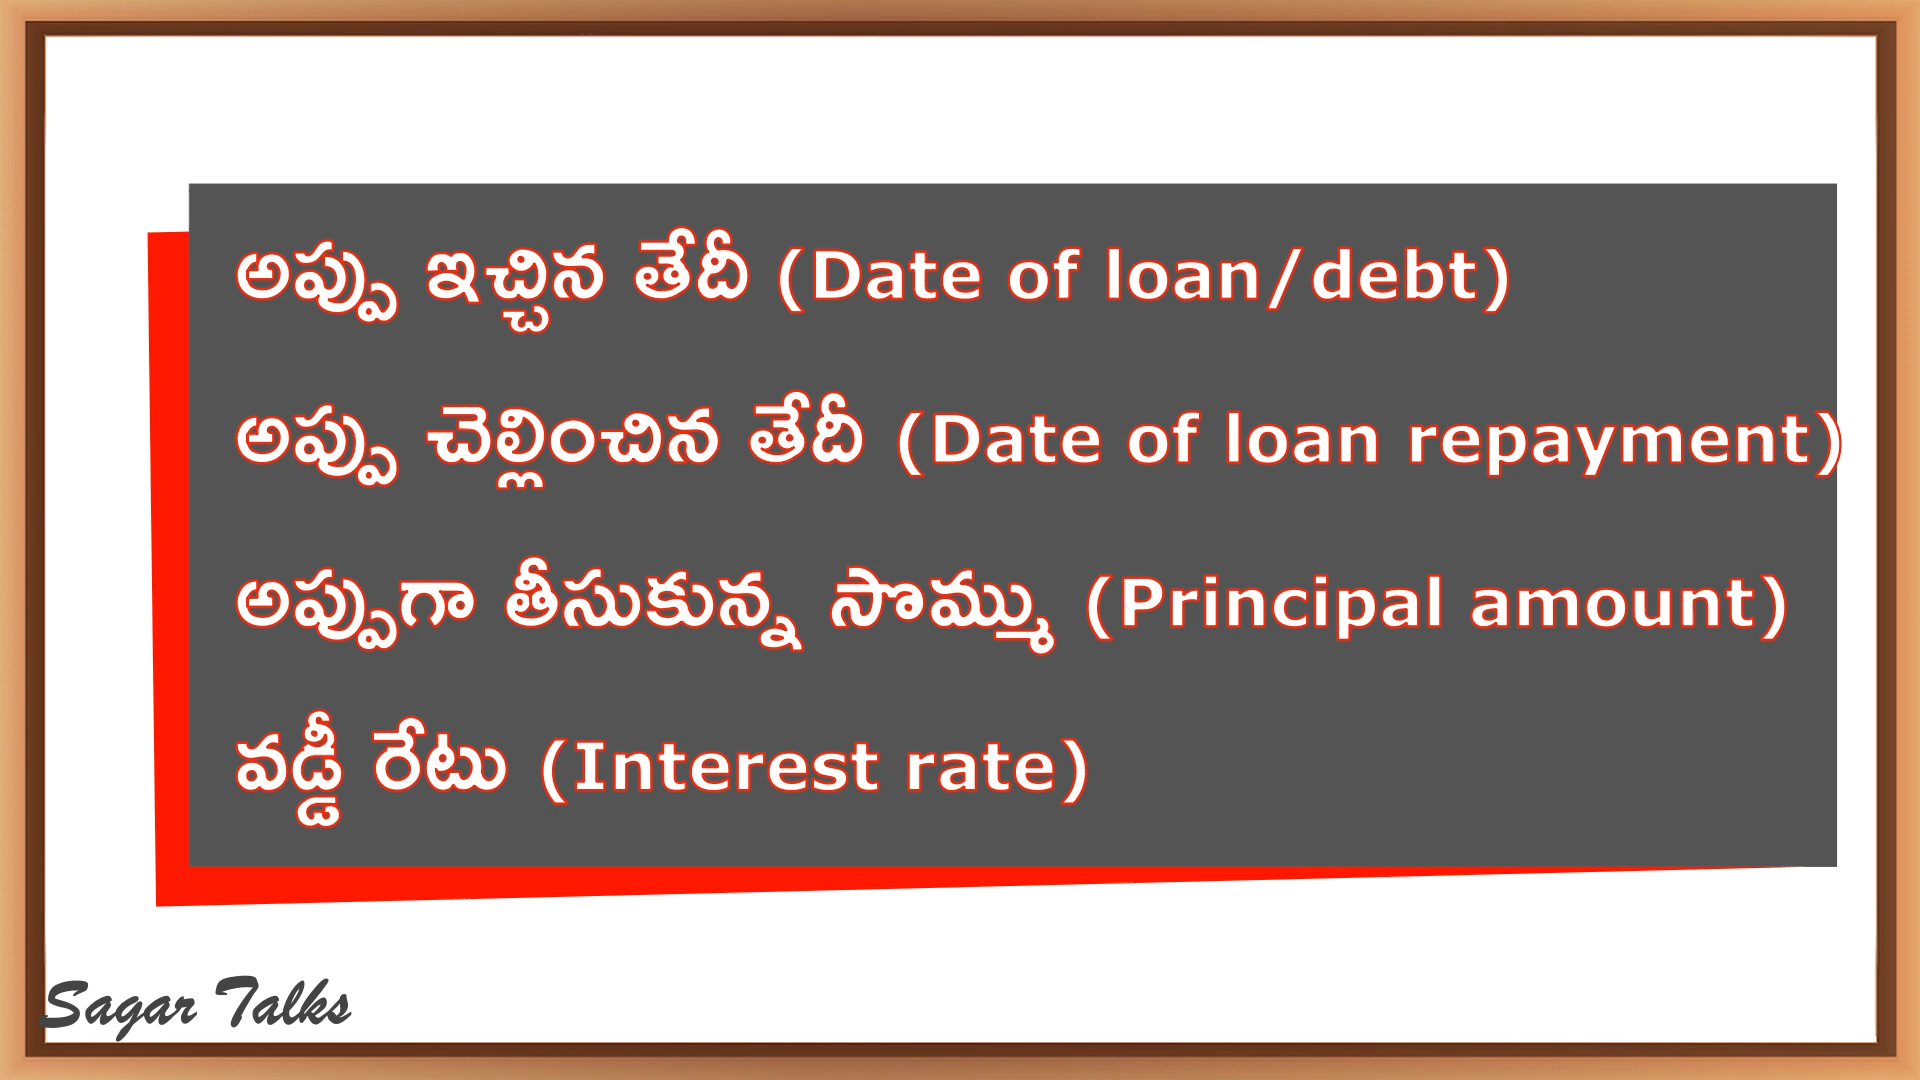 అప్పు ఇచ్చిన తేదీ (Date of loan/debt)
అప్పు చెల్లించిన తేదీ (Date of loan repayment)
అప్పుగా తీసుకున్న సొమ్ము (Principal amount)
వడ్డీ రేటు (Interest rate)
Sagar Talks